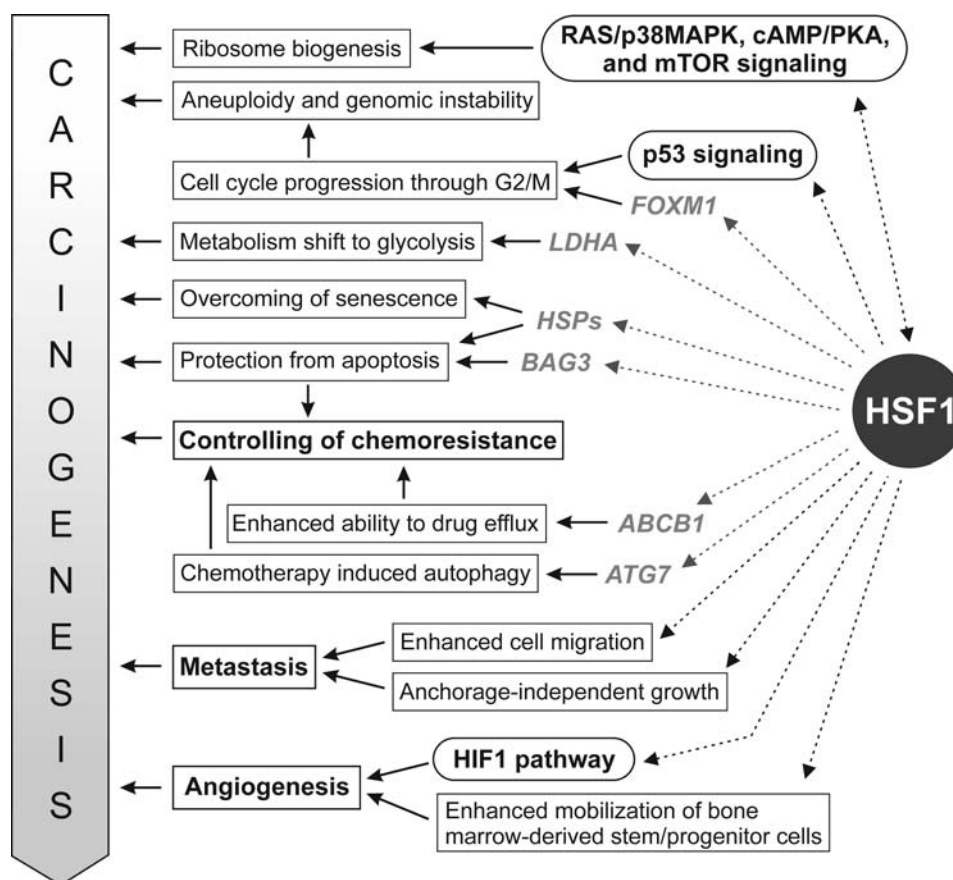 CARCINOGENESIS
Ribosome biogenesis
RAS/p38MAPK, cAMP/PKA,
and mTOR signaling
Aneuploidy and genomic instability
p53 signaling
Cell cycle progression through G2/M
FOXM1
Metabolism shift to glycolysis
LDHA
Overcoming of senescence
HSPs
Protection from apoptosis
BAG3
HSF1
Controlling of chemoresistance
Enhanced ability to drug efflux
ABCB1
Chemotherapy induced autophagy
ATG7
Enhanced cell migration
Metastasis
Anchorage-independent growth
HIF1 pathway
Angiogenesis
Enhanced mobilization of bone
marrow-derived stem/progenitor cells